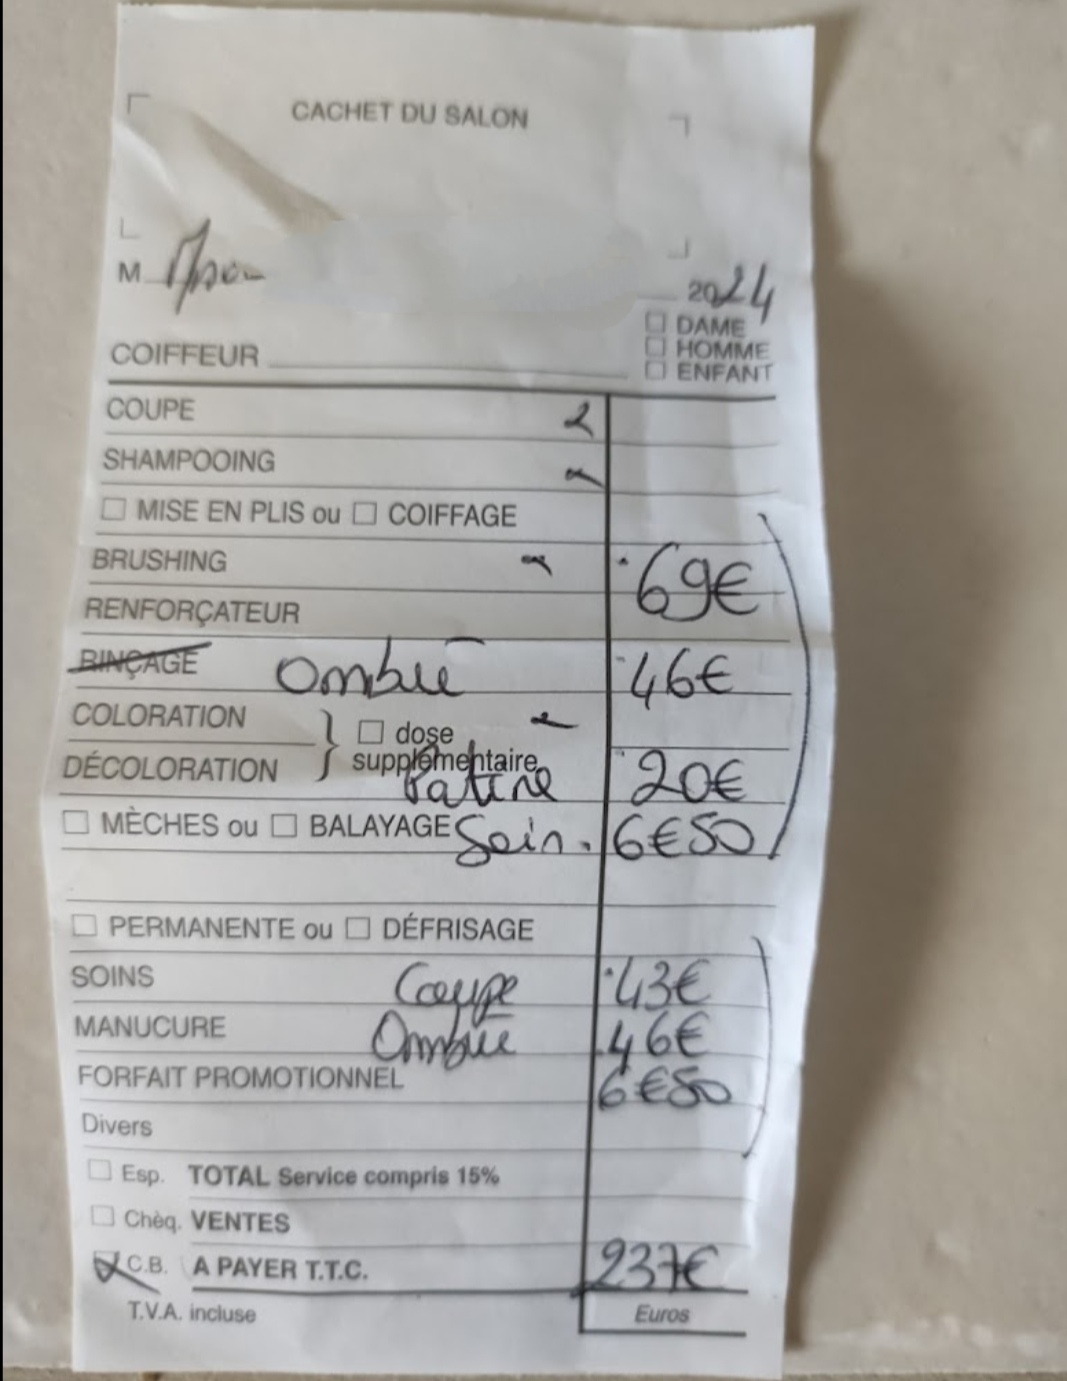 CACHET DU SALON
M
2024
DAME
HOMME
COIFFEUR
ENFANT
COUPE 2
SHAMPOOING
MISE EN PLIS ou COIFFAGE
BRUSHING 69€
RENFORÇATEUR
RINÇAGE Ombré 46€
COLORATION dose
supplémentaire
DÉCOLORATION Patine 20€
MÈCHES ou BALAYAGE Soin. 6€50
PERMANENTE ou DÉFRISAGE
SOINS Coupe 43€
MANUCURE Ombré 46€
FORFAIT PROMOTIONNEL 6€50
Divers
Esp. TOTAL Service compris 15%
Chèq. VENTES
C.B. A PAYER T.T.C. 237€
T.V.A. incluse Euros